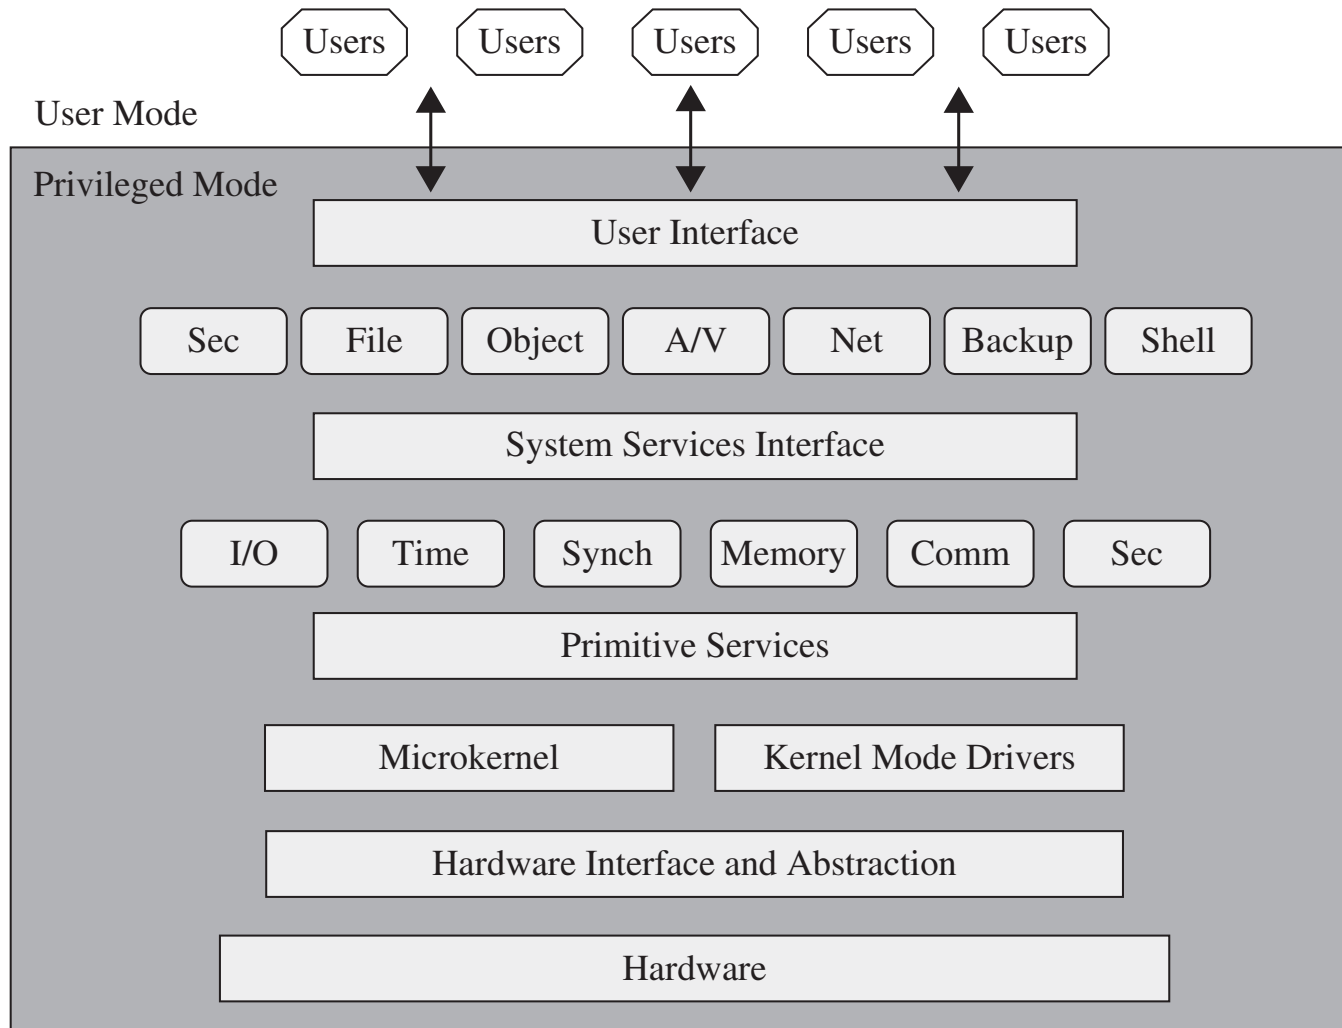 Users Users Users Users Users
User Mode
Privileged Mode
User Interface
Sec File Object A/V Net Backup Shell
System Services Interface
I/O Time Synch Memory Comm Sec
Primitive Services
Microkernel Kernel Mode Drivers
Hardware Interface and Abstraction
Hardware